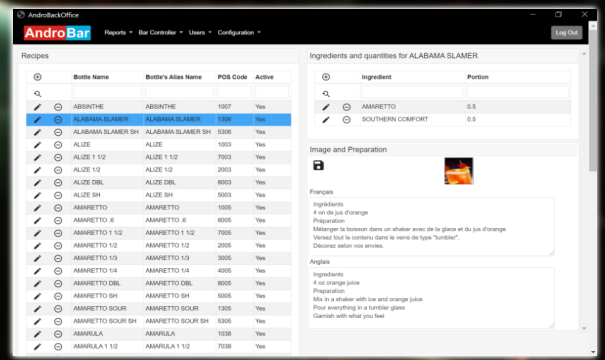 AndroBackOffice
AndroBar Reports Bar Controller Users Configuration Log Out
Recipes
Bottle Name Bottle's Alias Name POS Code Active
ABSINTHE ABSINTHE 1007 Yes
ALABAMA SLAMER ALABAMA SLAMER 1306 Yes
ALABAMA SLAMER SH ALABAMA SLAMER SH 5306 Yes
ALIZE ALIZE 1003 Yes
ALIZE 1 1/2 ALIZE 1 1/2 7003 Yes
ALIZE 1/2 ALIZE 1/2 2003 Yes
ALIZE DBL ALIZE DBL 8003 Yes
ALIZE SH ALIZE SH 5003 Yes
AMARETTO AMARETTO 1005 Yes
AMARETTO .6 AMARETTO .6 6005 Yes
AMARETTO 1 1/2 AMARETTO 1 1/2 7005 Yes
AMARETTO 1/2 AMARETTO 1/2 2005 Yes
AMARETTO 1/3 AMARETTO 1/3 3005 Yes
AMARETTO 1/4 AMARETTO 1/4 4005 Yes
AMARETTO DBL AMARETTO DBL 8005 Yes
AMARETTO SH AMARETTO SH 5005 Yes
AMARETTO SOUR AMARETTO SOUR 1305 Yes
AMARETTO SOUR SH AMARETTO SOUR SH 5305 Yes
AMARULA AMARULA 1038 Yes
AMARULA 1 1/2 AMARULA 1 1/2 7038 Yes
Ingredients and quantities for ALABAMA SLAMER
Ingredient Portion
AMARETTO 0.5
SOUTHERN COMFORT 0.5
Image and Preparation
Français
Ingrédients
4 on de jus d'orange
Préparation
Mélanger la boisson dans un shaker avec de la glace et du jus d'orange
Versez tout le contenu dans le verre de type "tumbler".
Décorez selon vos envies.
Anglais
Ingredients
4 oz orange juice
Preparation
Mix in a shaker with ice and orange juice
Pour everything in a tumbler glass
Garnish with what you feel